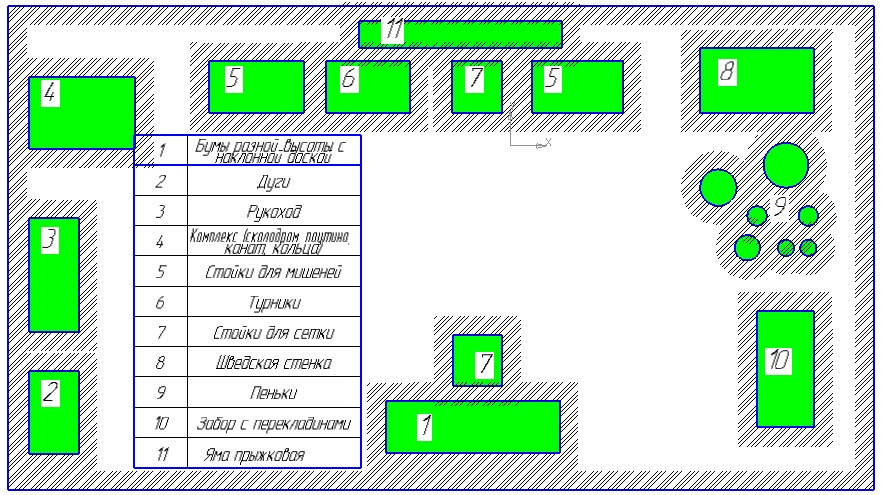 11
5
6
7
5
8
4
1 Бумы разной высоты с
наклонной доской
2 Дуги
3 Рукоход
4 Комплекс (скалодром, паутина,
канат, кольца)
5 Стойки для мишеней
6 Турники
7 Стойки для сетки
8 Шведская стенка
9 Пеньки
10 Забор с перекладинами
11 Яма прыжковая
X
9
3
7
10
2
1